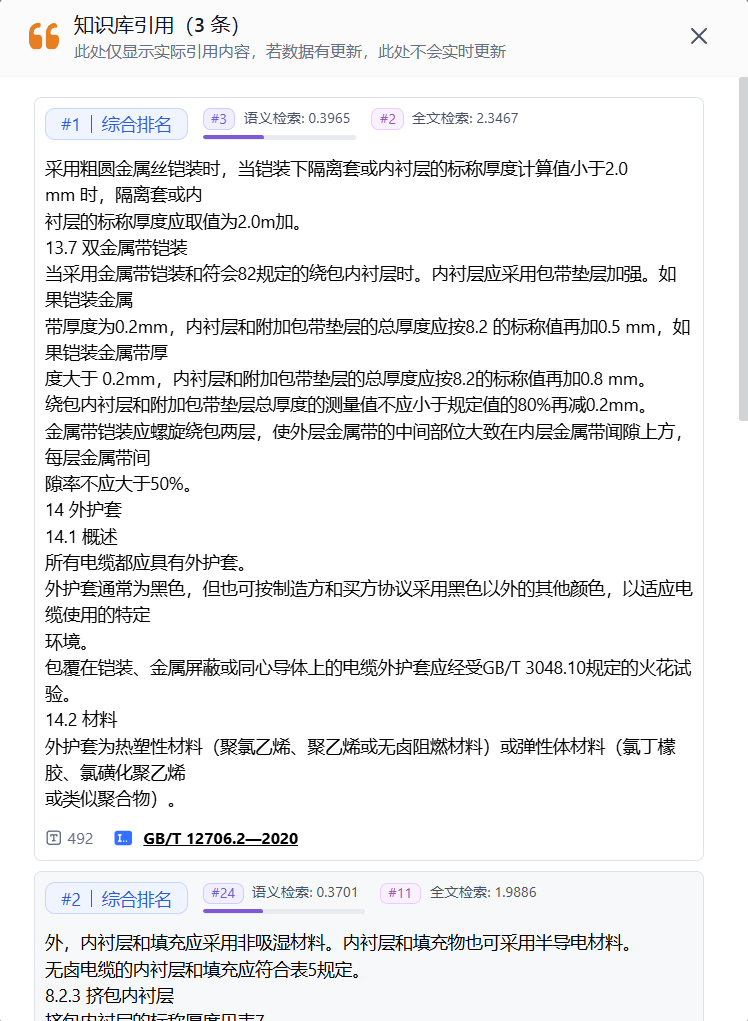 知识库引用（3 条）
此处仅显示实际引用内容，若数据有更新，此处不会实时更新
#1 | 综合排名
#3 语义检索: 0.3965
#2 全文检索: 2.3467
采用粗圆金属丝铠装时，当铠装下隔离套或内衬层的标称厚度计算值小于2.0
mm 时，隔离套或内
衬层的标称厚度应取值为2.0m加。
13.7 双金属带铠装
当采用金属带铠装和符会82规定的绕包内衬层时。内衬层应采用包带垫层加强。如
果铠装金属
带厚度为0.2mm，内衬层和附加包带垫层的总厚度应按8.2 的标称值再加0.5 mm，如
果铠装金属带厚
度大于 0.2mm，内衬层和附加包带垫层的总厚度应按8.2的标称值再加0.8 mm。
绕包内衬层和附加包带垫层总厚度的测量值不应小于规定值的80%再减0.2mm。
金属带铠装应螺旋绕包两层，使外层金属带的中间部位大致在内层金属带闻隙上方，
每层金属带间
隙率不应大于50%。
14 外护套
14.1 概述
所有电缆都应具有外护套。
外护套通常为黑色，但也可按制造方和买方协议采用黑色以外的其他颜色，以适应电
缆使用的特定
环境。
包覆在铠装、金属屏蔽或同心导体上的电缆外护套应经受GB/T 3048.10规定的火花试
验。
14.2 材料
外护套为热塑性材料（聚氯乙烯、聚乙烯或无卤阻燃材料）或弹性体材料（氯丁檬
胶、氯磺化聚乙烯
或类似聚合物）。
492
GB/T 12706.2—2020
#2 | 综合排名
#24 语义检索: 0.3701
#11 全文检索: 1.9886
外，内衬层和填充应采用非吸湿材料。内衬层和填充物也可采用半导电材料。
无卤电缆的内衬层和填充应符合表5规定。
8.2.3 挤包内衬层
挤包内衬层的标称厚度见表7